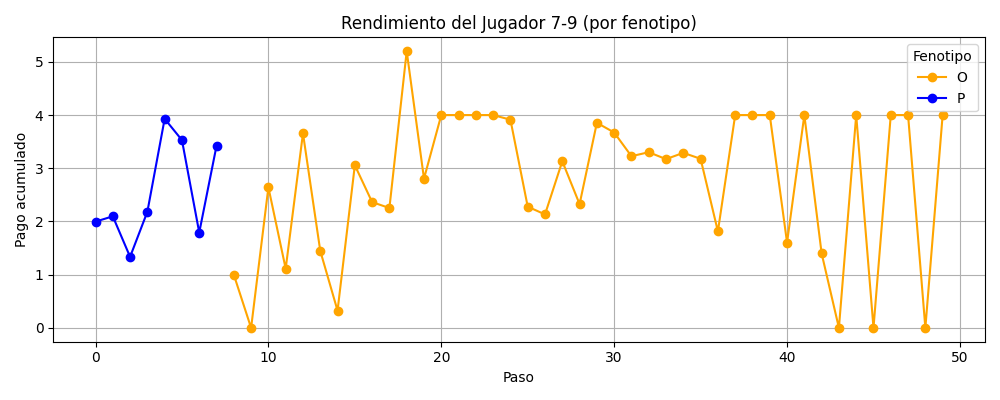 Rendimiento del Jugador 7-9 (por fenotipo)
Pago acumulado
5
4
3
2
1
0
Fenotipo
O
P
0 10 20 30 40 50
Paso